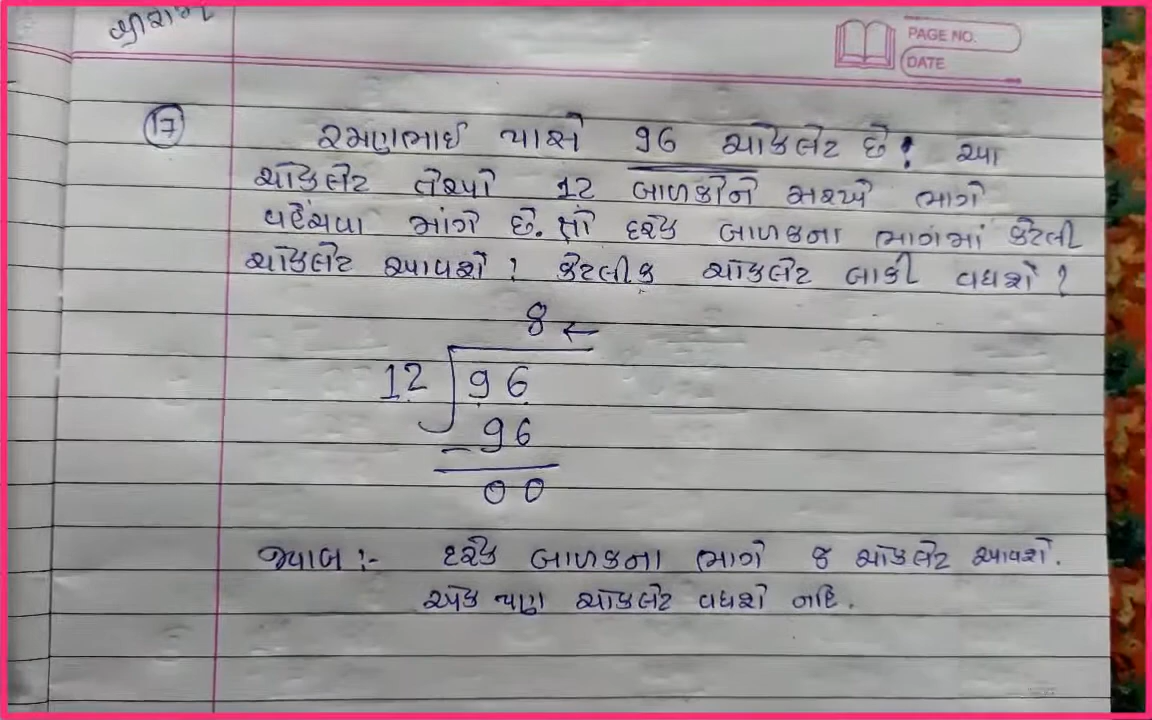 શ્રીરામ
PAGE NO.
DATE
17 રમણભાઈ પાસે 96 ચોકલેટ છે! આ
ચોકલેટ તેઓ 12 બાળકોને સરખે ભાગે
વહેંચવા માંગે છે. તો દરેક બાળકના ભાગમાં કેટલી
ચોકલેટ આવશે? કેટલીક ચોકલેટ બાકી વધશે?
8 ←
12 96
- 96
00
જવાબ :- દરેક બાળકના ભાગે 8 ચોકલેટ આવશે.
એક પણ ચોકલેટ વધશે નહિ.